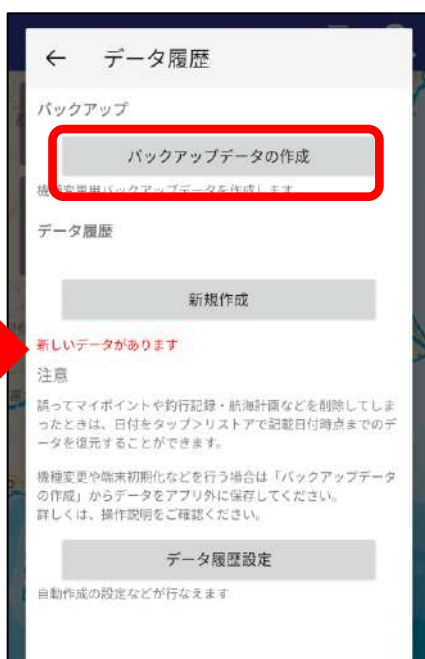 ← データ履歴
バックアップ
バックアップデータの作成
機種変更用バックアップデータを作成します
データ履歴
新規作成
新しいデータがあります
注意
誤ってマイポイントや釣行記録・航海計画などを削除してしま
ったときは、日付をタップ>リストアで記載日付時点までのデ
ータを復元することができます。
機種変更や端末初期化などを行う場合は「バックアップデータ
の作成」からデータをアプリ外に保存してください。
詳しくは、操作説明をご確認ください。
データ履歴設定
自動作成の設定などが行なえます